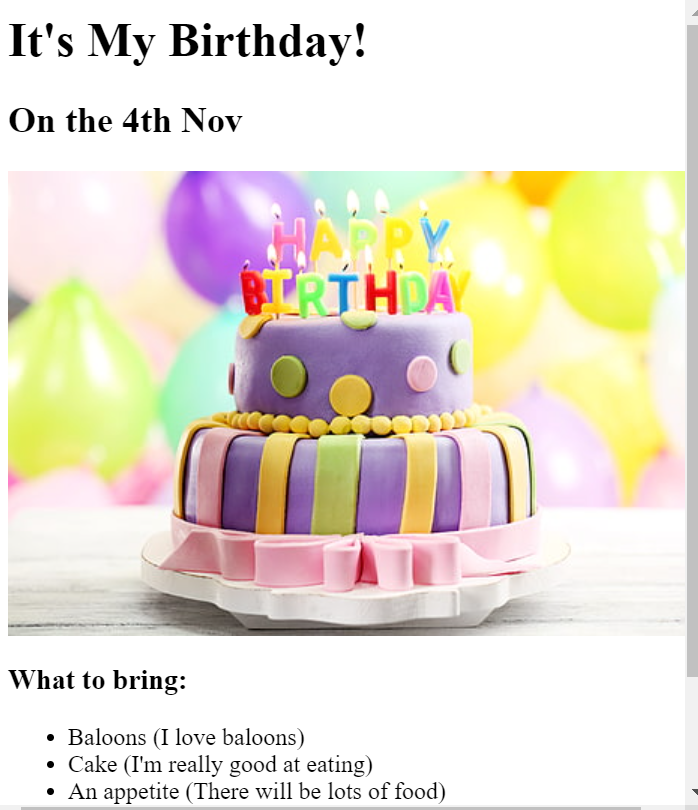 It's My Birthday!
On the 4th Nov
HAPPY
BIRTHDAY
What to bring:
Baloons (I love baloons)
Cake (I'm really good at eating)
An appetite (There will be lots of food)